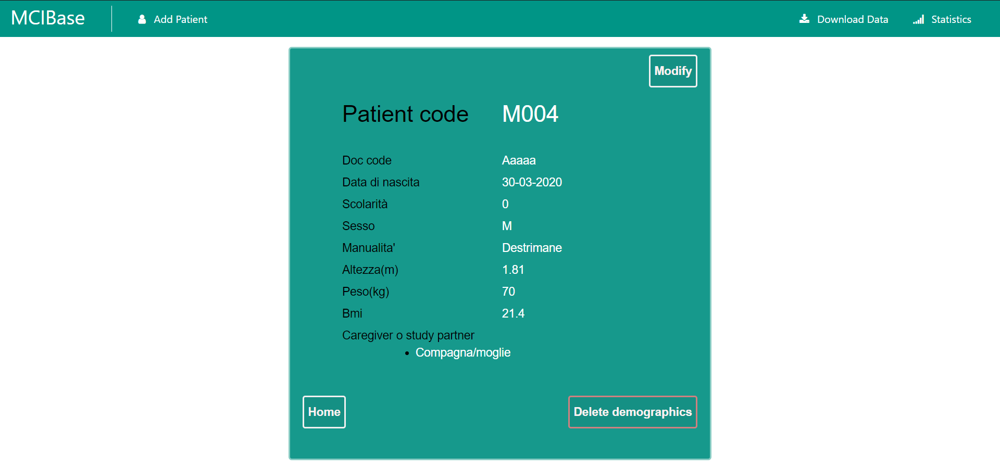 MCIBase Add Patient Download Data Statistics
Modify
Patient code M004
Doc code Aaaaa
Data di nascita 30-03-2020
Scolarità 0
Sesso M
Manualita' Destrimane
Altezza(m) 1.81
Peso(kg) 70
Bmi 21.4
Caregiver o study partner
• Compagna/moglie
Home Delete demographics